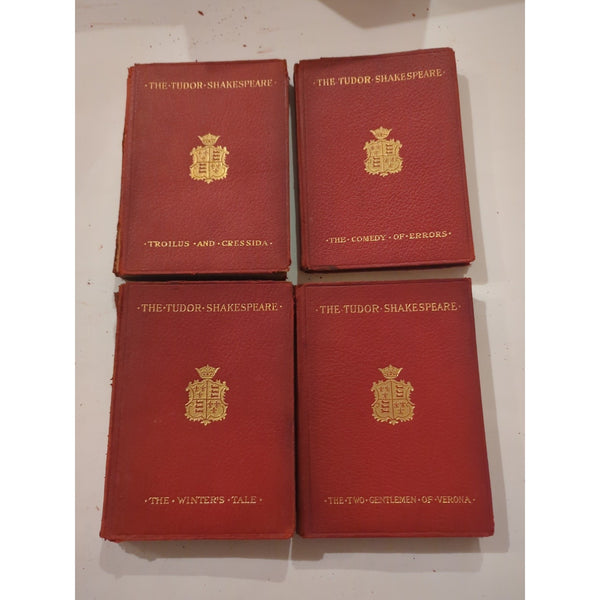 ·THE·TUDOR·SHAKESPEARE·
·TROILUS·AND·CRESSIDA·
·THE·TUDOR·SHAKESPEARE·
·THE·COMEDY·OF·ERRORS·
·THE·TUDOR·SHAKESPEARE·
·THE·WINTER'S·TALE·
·THE·TUDOR·SHAKESPEARE·
·THE·TWO·GENTLEMEN·OF·VERONA·